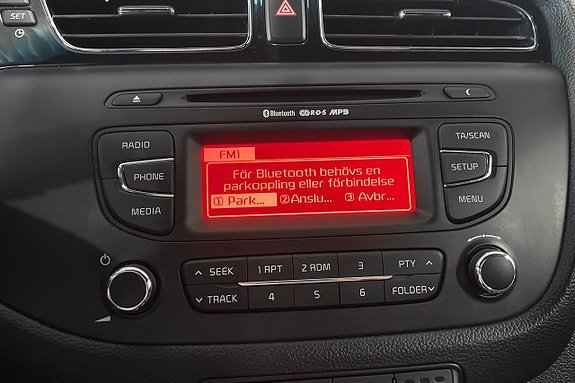 SET
Bluetooth R·D·S MP3
RADIO
PHONE
MEDIA
FM1
För Bluetooth behövs en
parkoppling eller förbindelse
1 Park... 2 Anslu... 3 Avbr...
TA/SCAN
SETUP
MENU
SEEK 1 RPT 2 RDM 3 PTY
TRACK 4 5 6 FOLDER